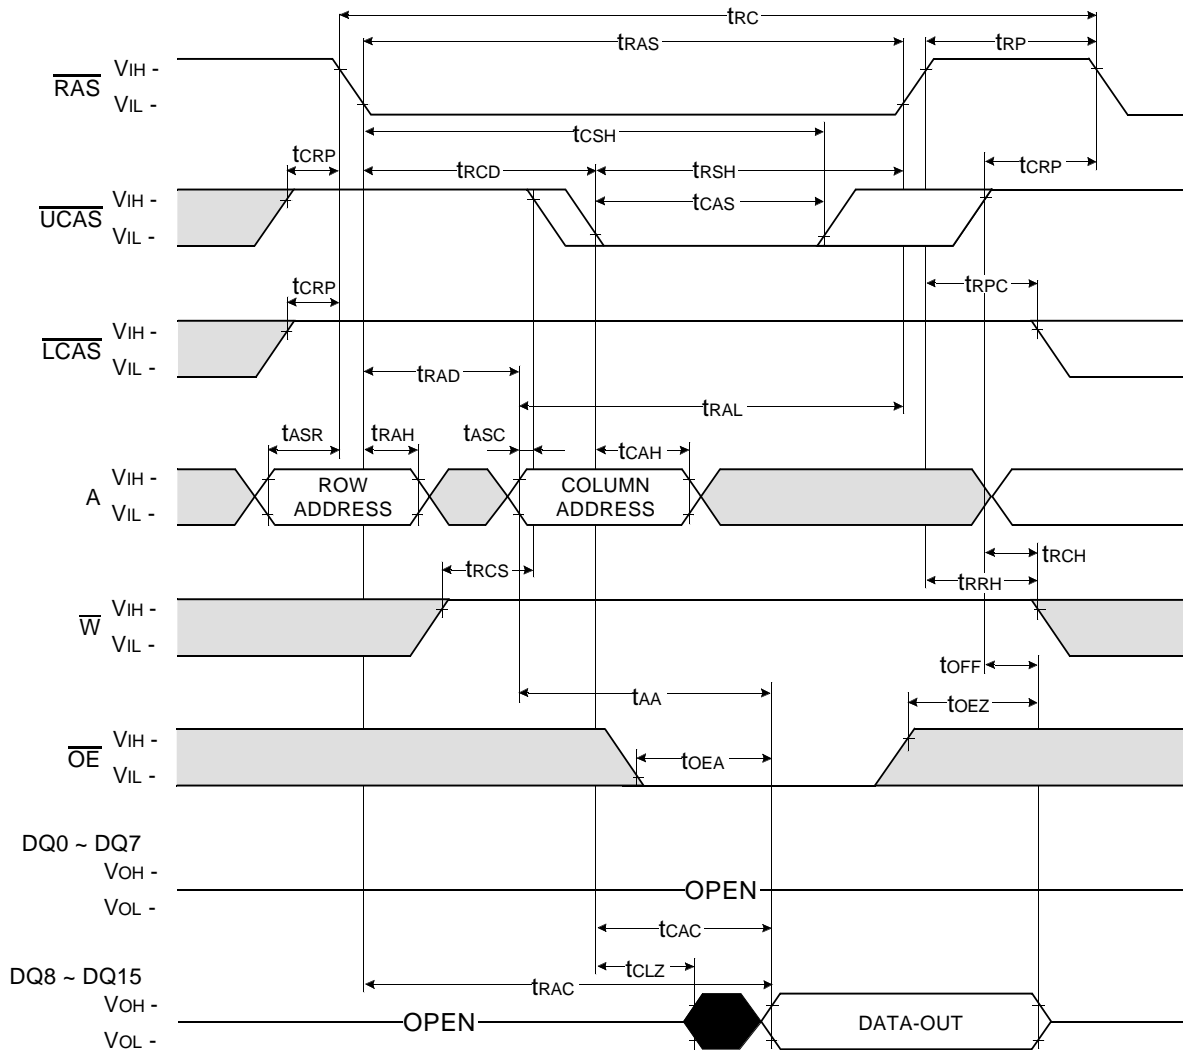 tRC
tRAS
tRP
RAS
VIH -
VIL -
tCSH
tCRP
tRCD
tRSH
tCRP
UCAS
VIH -
VIL -
tCAS
tCRP
tRPC
LCAS
VIH -
VIL -
tRAD
tRAL
tASR
tRAH
tASC
tCAH
A
VIH -
VIL -
ROW
ADDRESS
COLUMN
ADDRESS
tRCS
tRCH
tRRH
W
VIH -
VIL -
tOFF
tAA
tOEZ
OE
VIH -
VIL -
tOEA
DQ0 ~ DQ7
VOH -
VOL -
OPEN
tCAC
DQ8 ~ DQ15
tCLZ
tRAC
VOH -
VOL -
OPEN
DATA-OUT